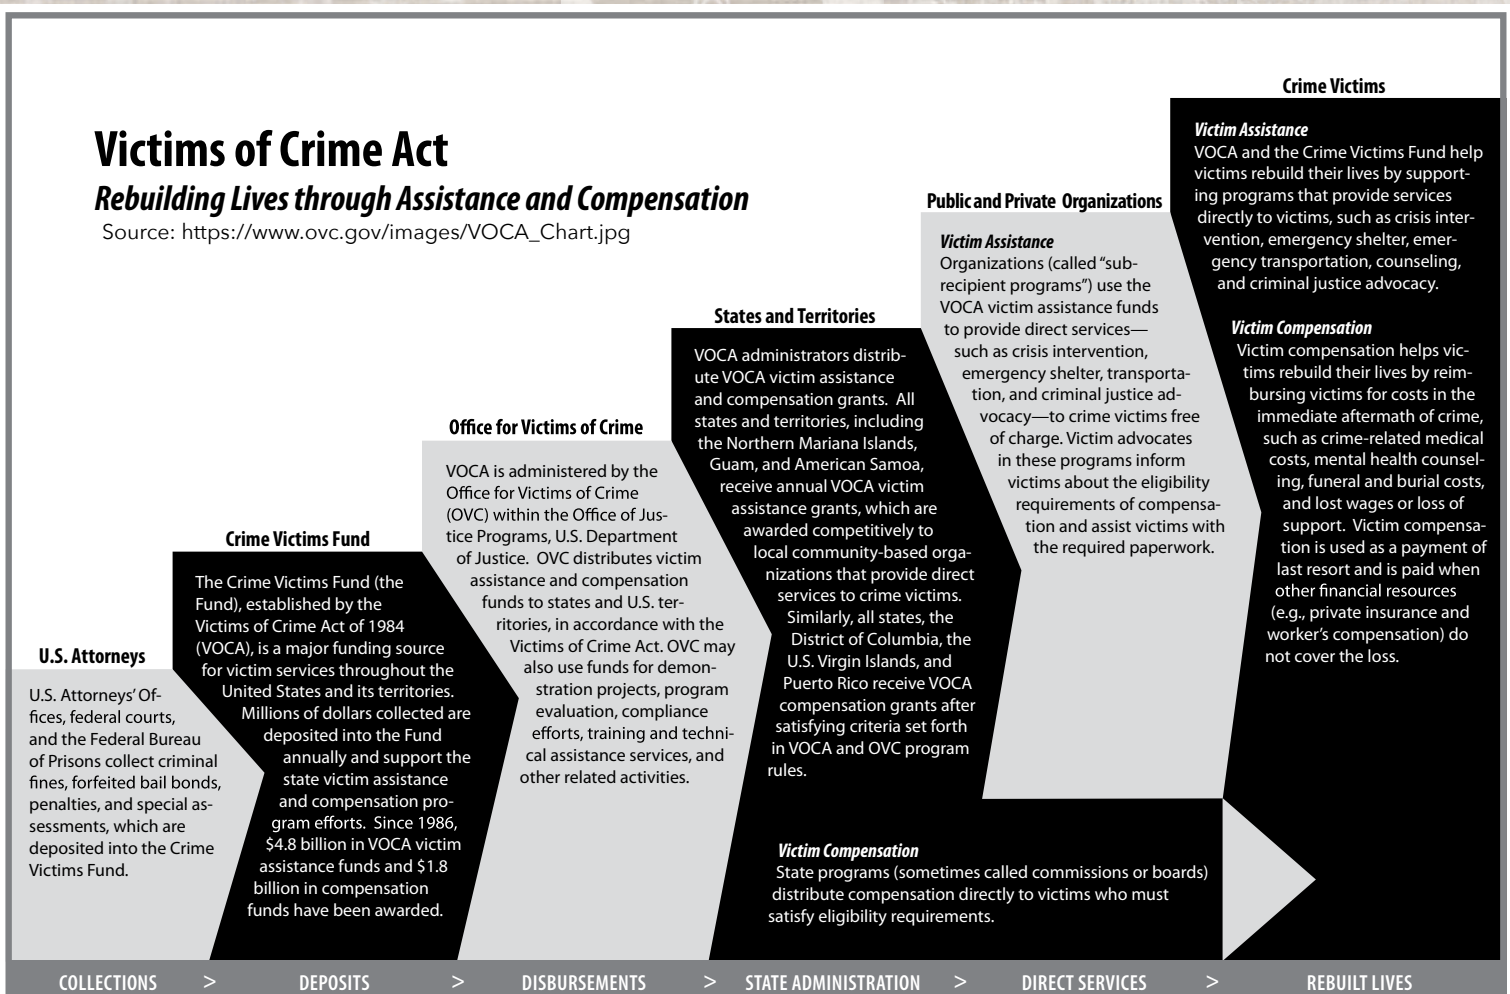 Victims of Crime Act
Rebuilding Lives through Assistance and Compensation
Source: https://www.ovc.gov/images/VOCA_Chart.jpg
U.S. Attorneys
U.S. Attorneys’ Of-
fices, federal courts,
and the Federal Bureau
of Prisons collect criminal
fines, forfeited bail bonds,
penalties, and special as-
sessments, which are
deposited into the Crime
Victims Fund.
Crime Victims Fund
The Crime Victims Fund (the
Fund), established by the
Victims of Crime Act of 1984
(VOCA), is a major funding source
for victim services throughout the
United States and its territories.
Millions of dollars collected are
deposited into the Fund
annually and support the
state victim assistance
and compensation pro-
gram efforts. Since 1986,
$4.8 billion in VOCA victim
assistance funds and $1.8
billion in compensation
funds have been awarded.
Office for Victims of Crime
VOCA is administered by the
Office for Victims of Crime
(OVC) within the Office of Jus-
tice Programs, U.S. Department
of Justice. OVC distributes victim
assistance and compensation
funds to states and U.S. ter-
ritories, in accordance with the
Victims of Crime Act. OVC may
also use funds for demon-
stration projects, program
evaluation, compliance
efforts, training and techni-
cal assistance services, and
other related activities.
States and Territories
VOCA administrators distrib-
ute VOCA victim assistance
and compensation grants. All
states and territories, including
the Northern Mariana Islands,
Guam, and American Samoa,
receive annual VOCA victim
assistance grants, which are
awarded competitively to
local community-based orga-
nizations that provide direct
services to crime victims.
Similarly, all states, the
District of Columbia, the
U.S. Virgin Islands, and
Puerto Rico receive VOCA
compensation grants after
satisfying criteria set forth
in VOCA and OVC program
rules.
Victim Compensation
State programs (sometimes called commissions or boards)
distribute compensation directly to victims who must
satisfy eligibility requirements.
Public and Private Organizations
Victim Assistance
Organizations (called “sub-
recipient programs”) use the
VOCA victim assistance funds
to provide direct services—
such as crisis intervention,
emergency shelter, transporta-
tion, and criminal justice ad-
vocacy—to crime victims free
of charge. Victim advocates
in these programs inform
victims about the eligibility
requirements of compensa-
tion and assist victims with
the required paperwork.
Crime Victims
Victim Assistance
VOCA and the Crime Victims Fund help
victims rebuild their lives by support-
ing programs that provide services
directly to victims, such as crisis inter-
vention, emergency shelter, emer-
gency transportation, counseling,
and criminal justice advocacy.
Victim Compensation
Victim compensation helps vic-
tims rebuild their lives by reim-
bursing victims for costs in the
immediate aftermath of crime,
such as crime-related medical
costs, mental health counsel-
ing, funeral and burial costs,
and lost wages or loss of
support. Victim compensa-
tion is used as a payment of
last resort and is paid when
other financial resources
(e.g., private insurance and
worker’s compensation) do
not cover the loss.
COLLECTIONS > DEPOSITS > DISBURSEMENTS > STATE ADMINISTRATION > DIRECT SERVICES > REBUILT LIVES